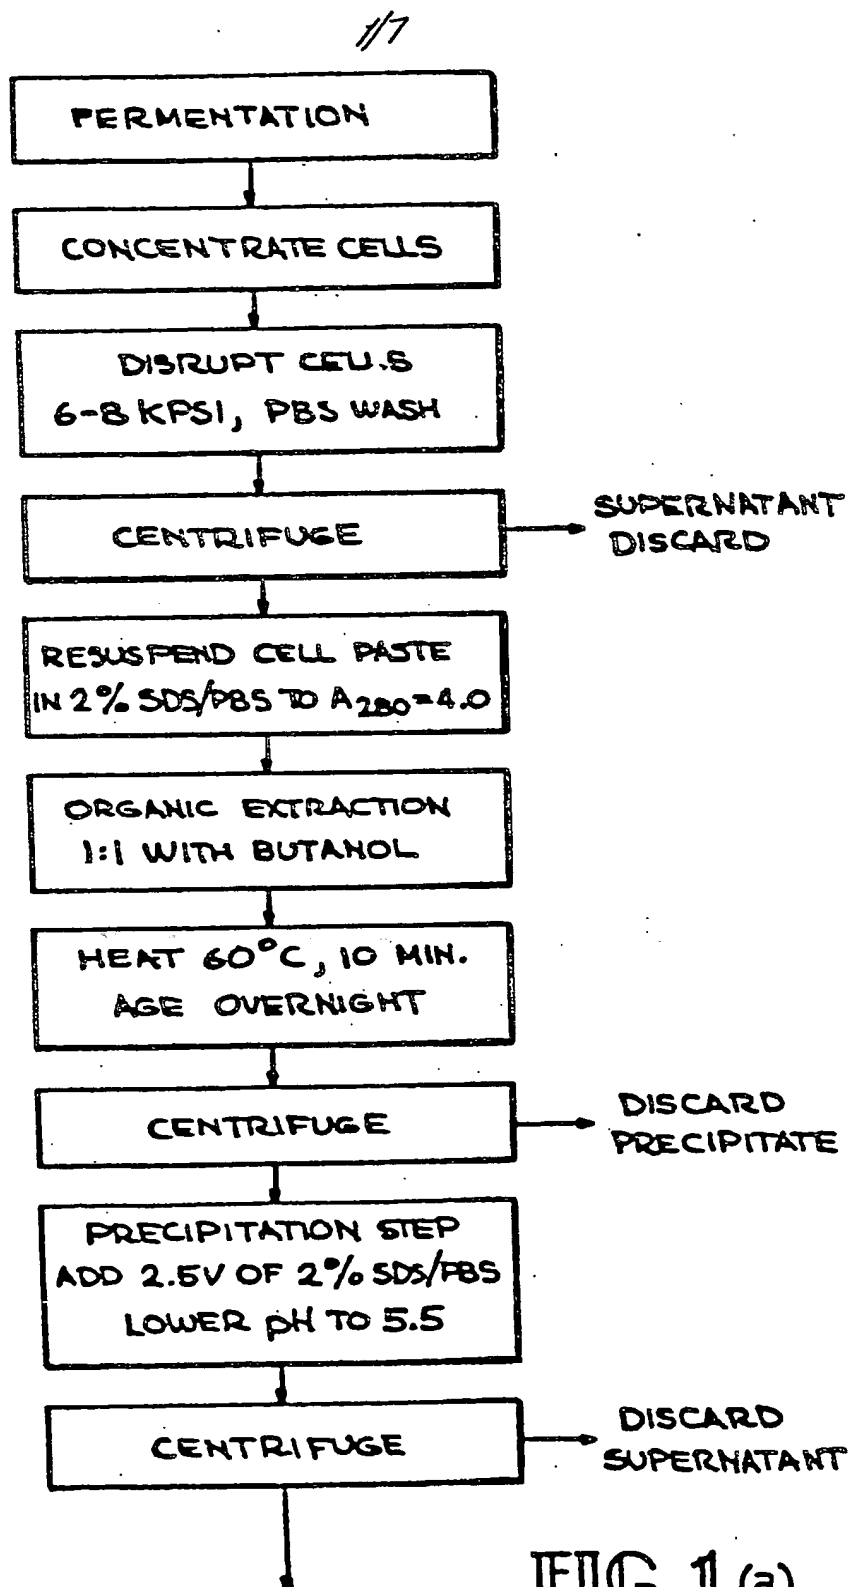 1/7
FERMENTATION
CONCENTRATE CELLS
DISRUPT CELLS
6-8 KPSI, PBS WASH
CENTRIFUGE
SUPERNATANT
DISCARD
RESUSPEND CELL PASTE
IN 2% SDS/PBS TO A280=4.0
ORGANIC EXTRACTION
1:1 WITH BUTANOL
HEAT 60°C, 10 MIN.
AGE OVERNIGHT
CENTRIFUGE
DISCARD
PRECIPITATE
PRECIPITATION STEP
ADD 2.5V OF 2% SDS/PBS
LOWER pH TO 5.5
CENTRIFUGE
DISCARD
SUPERNATANT
FIG 1 (a)